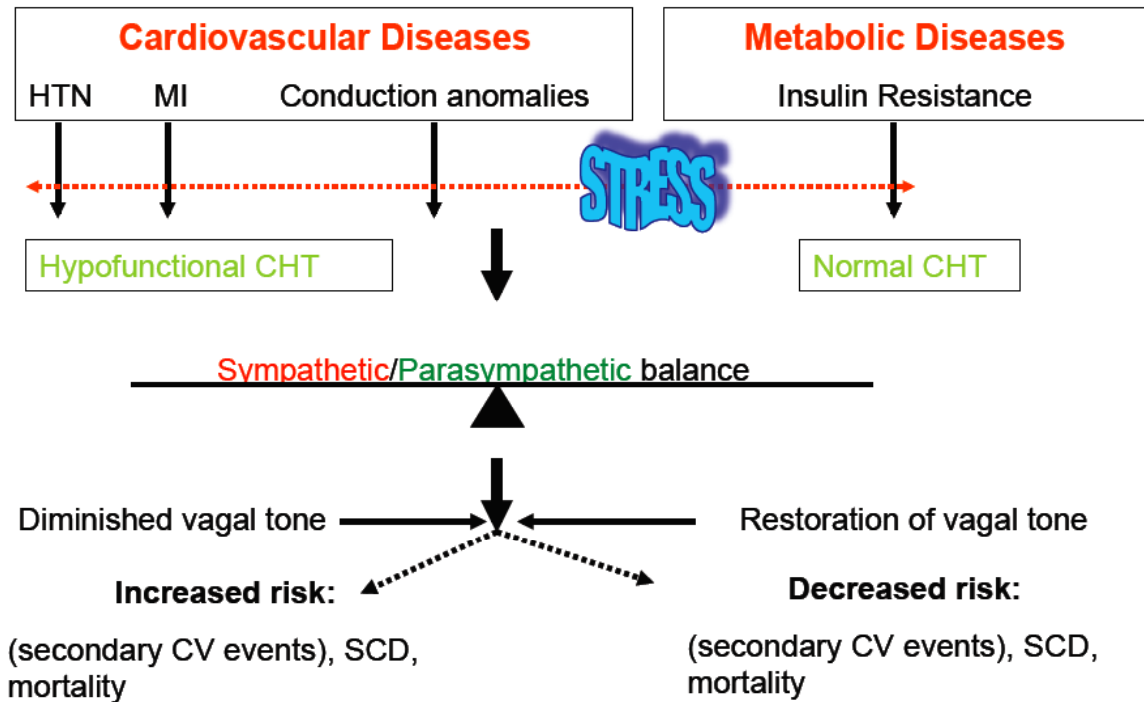 Cardiovascular Diseases
HTN MI Conduction anomalies
Metabolic Diseases
Insulin Resistance
STRESS
Hypofunctional CHT
Normal CHT
Sympathetic/Parasympathetic balance
Diminished vagal tone
Restoration of vagal tone
Increased risk:
(secondary CV events), SCD,
mortality
Decreased risk:
(secondary CV events), SCD,
mortality